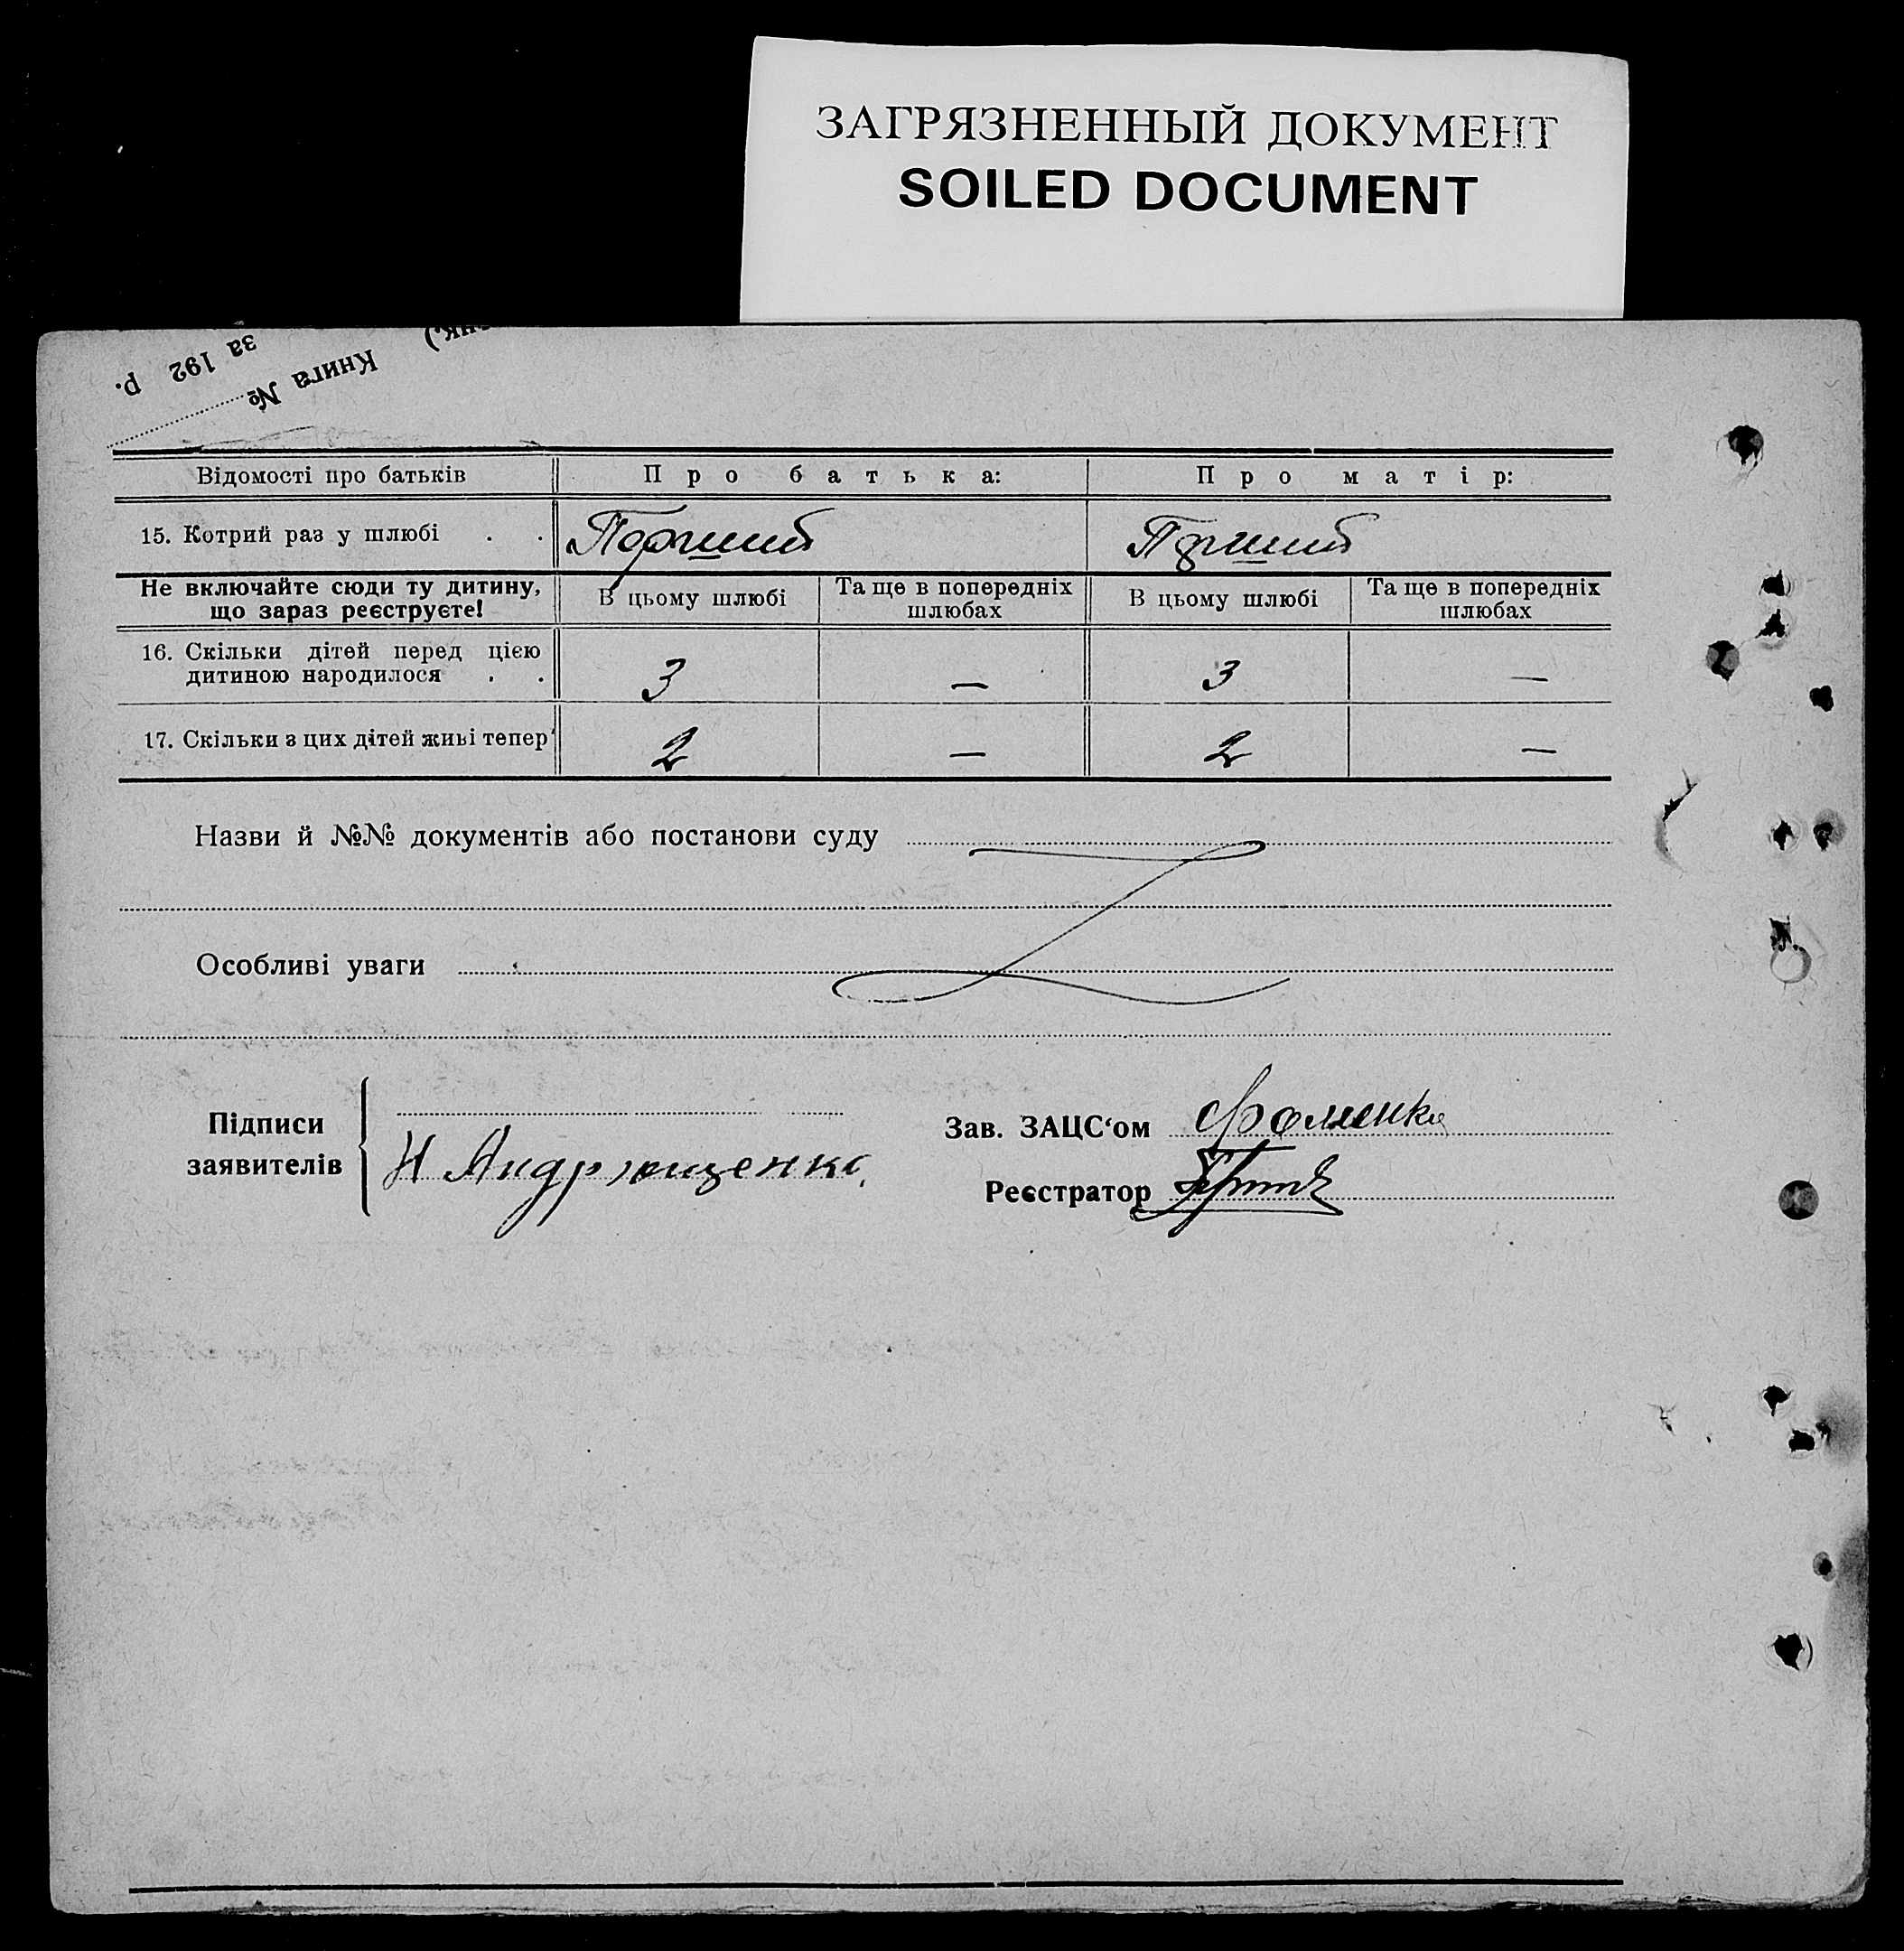 ЗАГРЯЗНЕННЫЙ ДОКУМЕНТ
SOILED DOCUMENT
Книга №
за 192 р.
Відомості про батьків Про батька: Про матір:
15. Котрий раз у шлюбі . . Перший Перший
Не включайте сюди ту дитину, що зараз реєструєте! В цьому шлюбі Та ще в попередніх шлюбах В цьому шлюбі Та ще в попередніх шлюбах
16. Скільки дітей перед цією дитиною народилося . . 3 — 3 —
17. Скільки з цих дітей живі тепер 2 — 2 —
Назви й №№ документів або постанови суду
Особливі уваги
Підписи заявителів Н Андрющенко
Зав. ЗАЦС‘ом Фоменко
Реєстратор